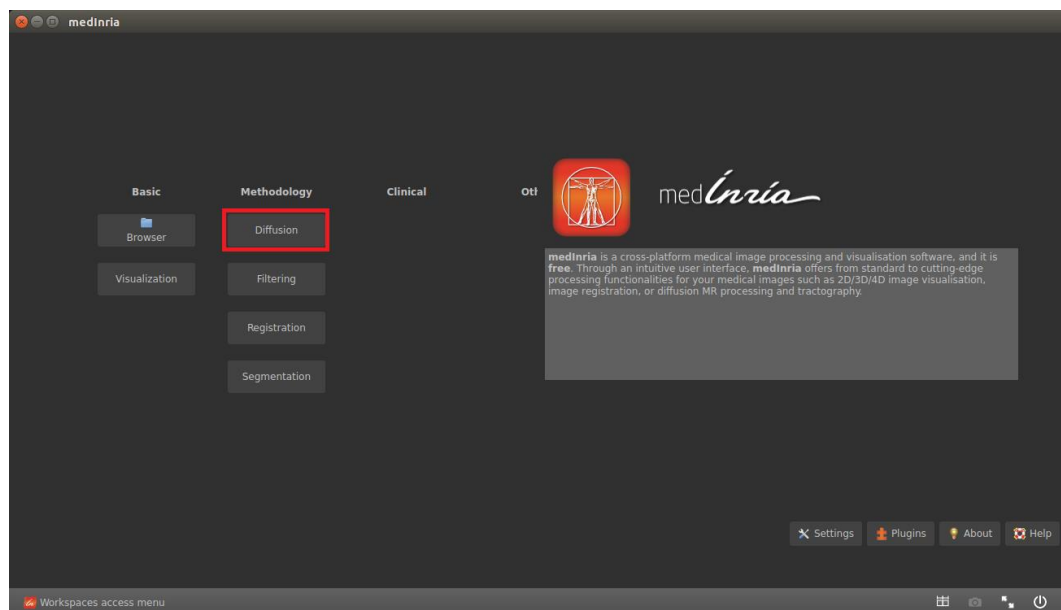 medInria
Basic
Methodology
Clinical
Oth
Browser
Visualization
Diffusion
Filtering
Registration
Segmentation
medInría
medInria is a cross-platform medical image processing and visualisation software, and it is
free. Through an intuitive user interface, medInria offers from standard to cutting-edge
processing functionalities for your medical images such as 2D/3D/4D image visualisation,
image registration, or diffusion MR processing and tractography.
Settings
Plugins
About
Help
Workspaces access menu